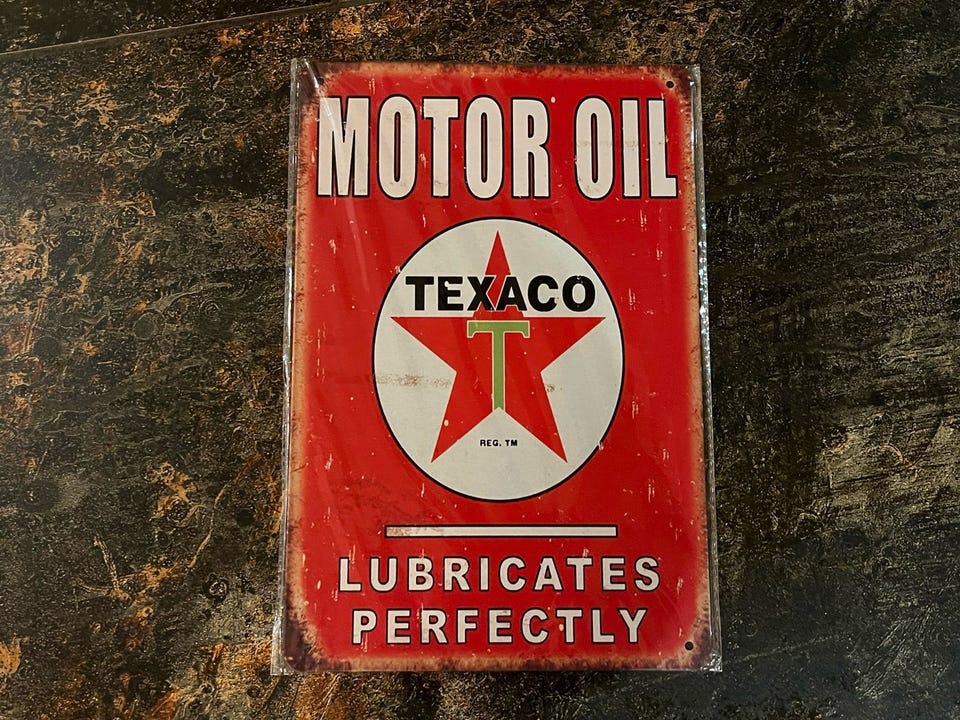 MOTOR OIL
TEXACO
T
REG. TM
LUBRICATES
PERFECTLY